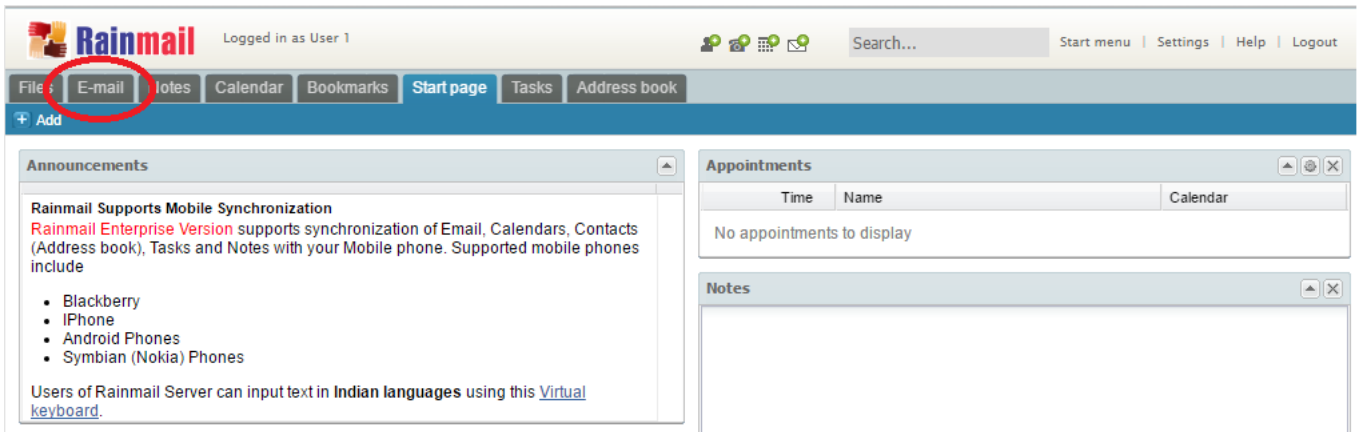 Rainmail
Logged in as User 1
Search...
Start menu | Settings | Help | Logout
Files E-mail Notes Calendar Bookmarks Start page Tasks Address book
Add
Announcements
Rainmail Supports Mobile Synchronization
Rainmail Enterprise Version supports synchronization of Email, Calendars, Contacts
(Address book), Tasks and Notes with your Mobile phone. Supported mobile phones
include
• Blackberry
• IPhone
• Android Phones
• Symbian (Nokia) Phones
Users of Rainmail Server can input text in Indian languages using this Virtual
keyboard.
Appointments
Time Name Calendar
No appointments to display
Notes